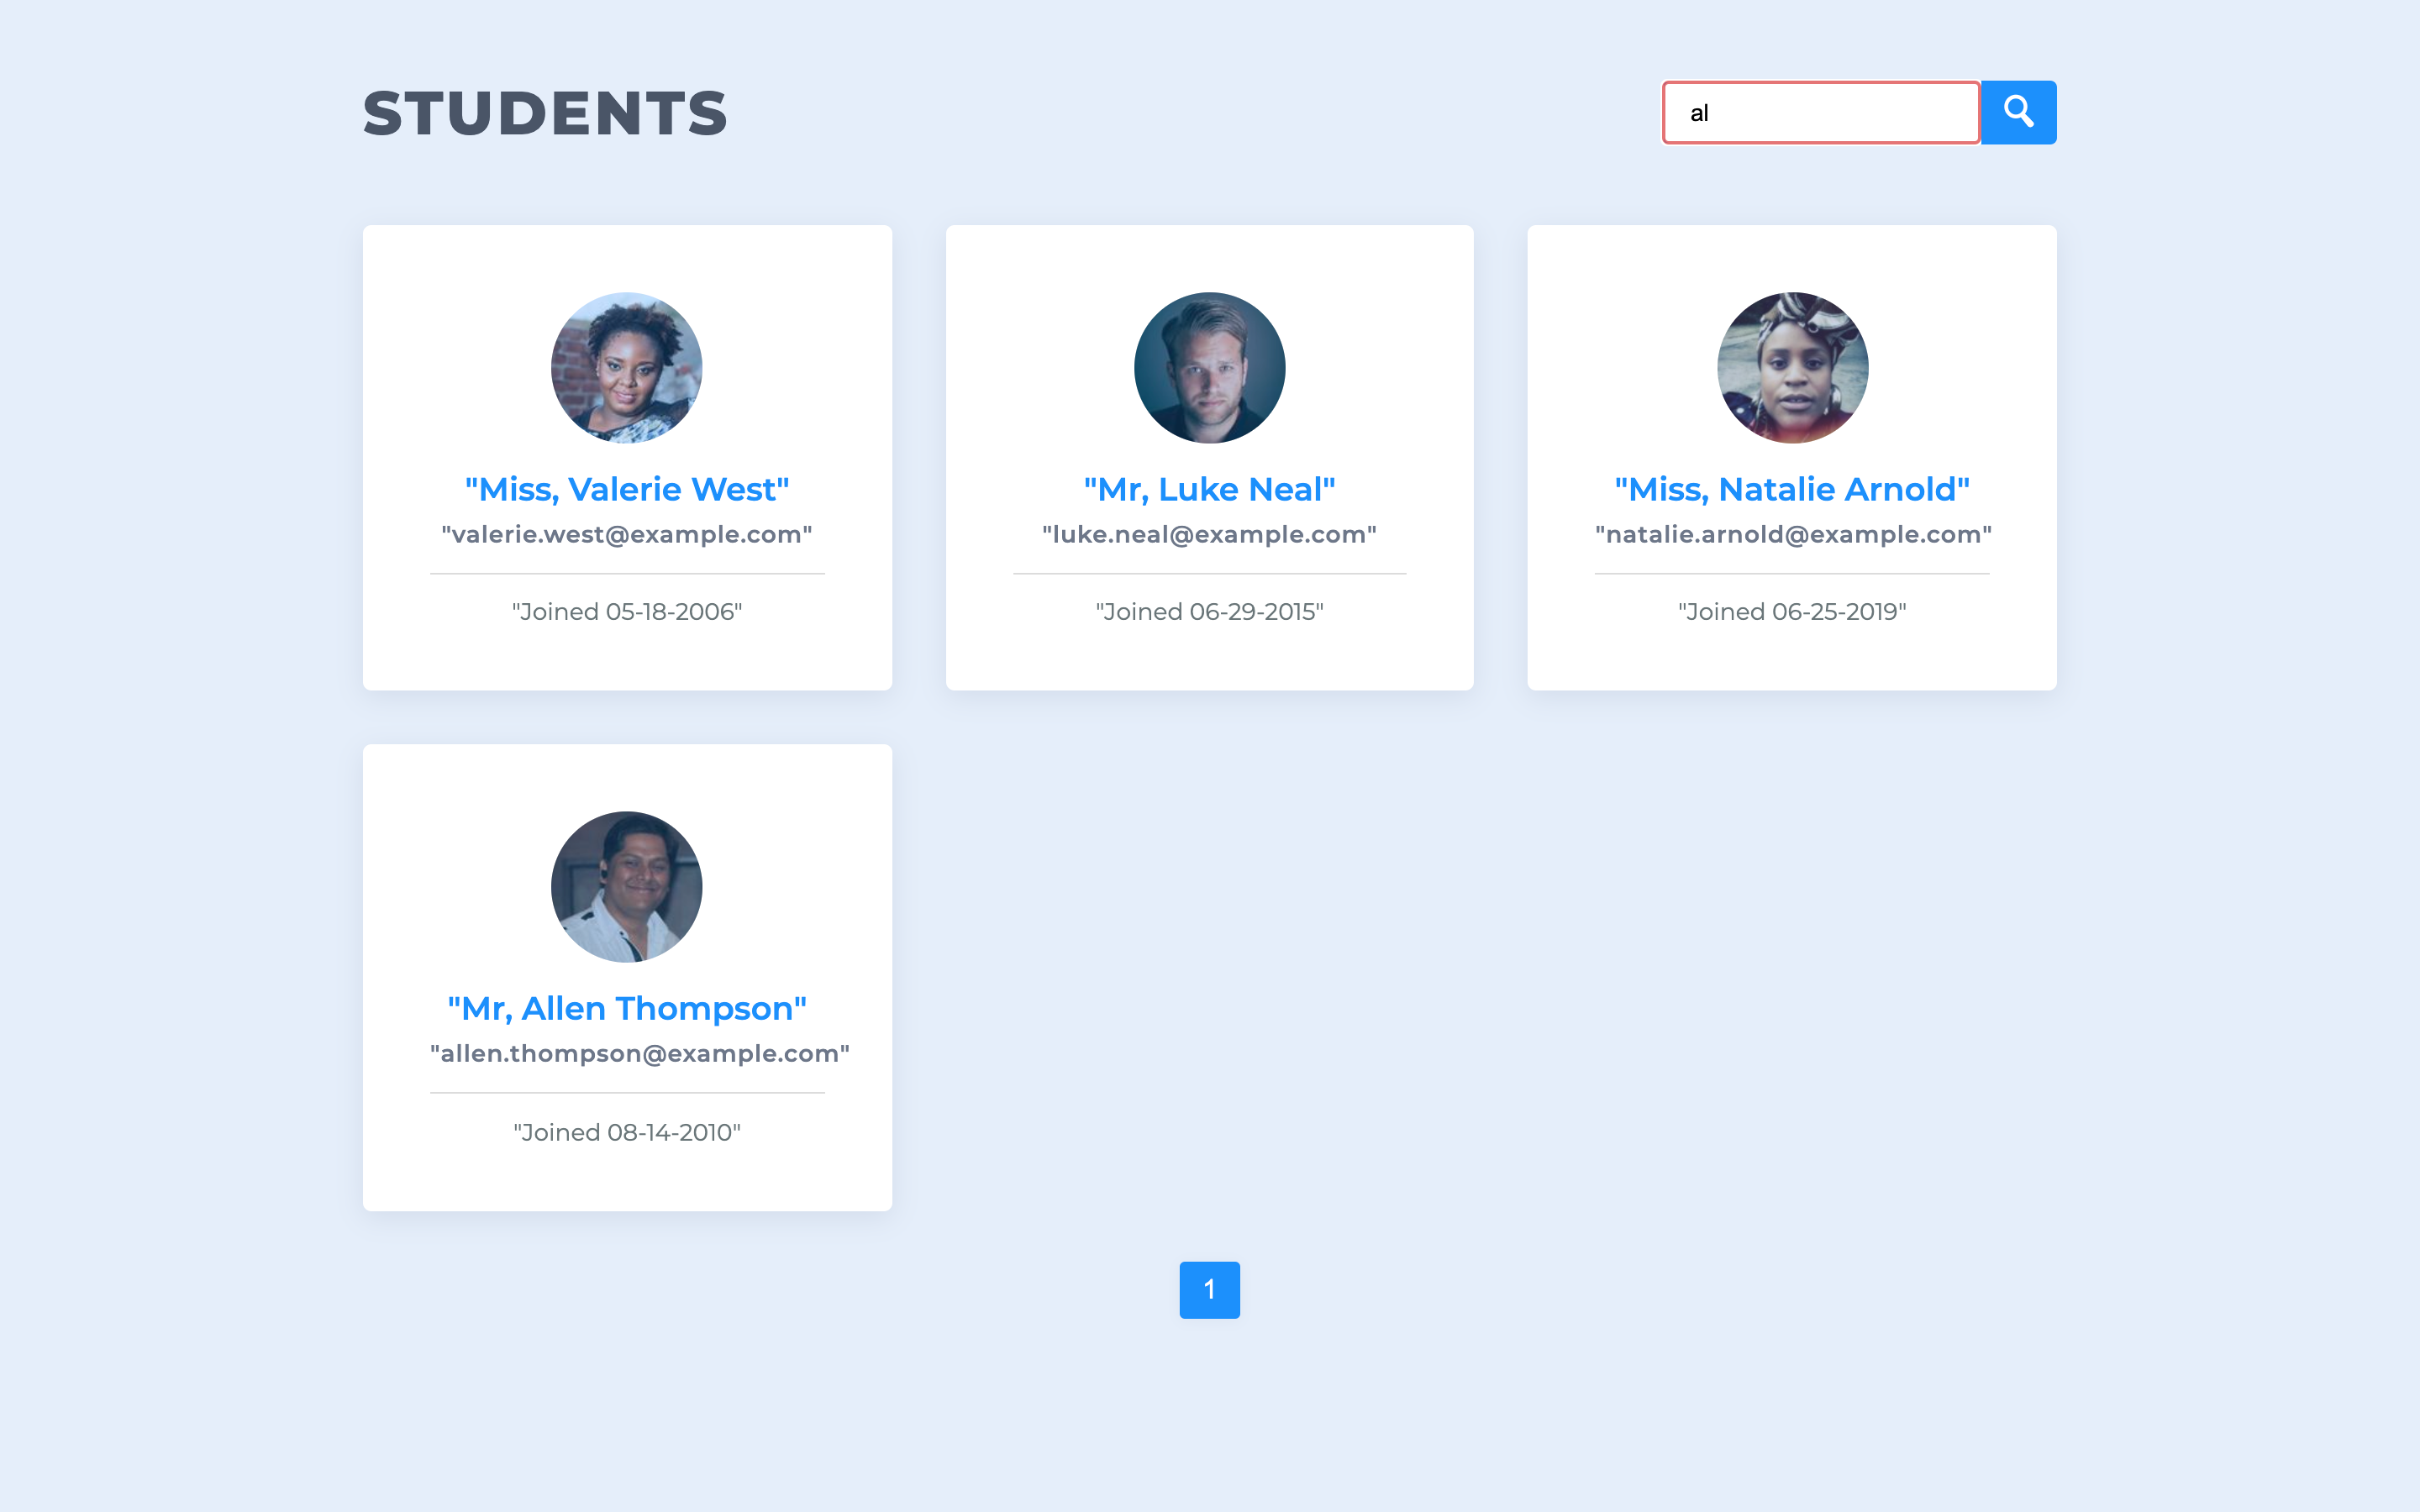 STUDENTS
al
"Miss, Valerie West"
"valerie.west@example.com"
"Joined 05-18-2006"
"Mr, Luke Neal"
"luke.neal@example.com"
"Joined 06-29-2015"
"Miss, Natalie Arnold"
"natalie.arnold@example.com"
"Joined 06-25-2019"
"Mr, Allen Thompson"
"allen.thompson@example.com"
"Joined 08-14-2010"
1